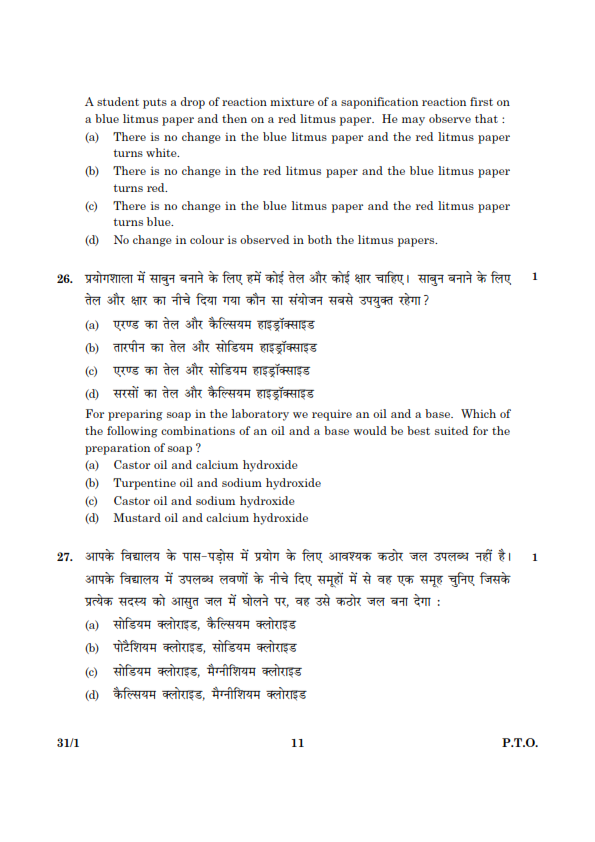 A student puts a drop of reaction mixture of a saponification reaction first on
a blue litmus paper and then on a red litmus paper. He may observe that :
(a) There is no change in the blue litmus paper and the red litmus paper
turns white.
(b) There is no change in the red litmus paper and the blue litmus paper
turns red.
(c) There is no change in the blue litmus paper and the red litmus paper
turns blue.
(d) No change in colour is observed in both the litmus papers.
26. प्रयोगशाला में साबुन बनाने के लिए हमें कोई तेल और कोई क्षार चाहिए। साबुन बनाने के लिए 1
तेल और क्षार का नीचे दिया गया कौन सा संयोजन सबसे उपयुक्त रहेगा ?
(a) एरण्ड का तेल और कैल्सियम हाइड्रॉक्साइड
(b) तारपीन का तेल और सोडियम हाइड्रॉक्साइड
(c) एरण्ड का तेल और सोडियम हाइड्रॉक्साइड
(d) सरसों का तेल और कैल्सियम हाइड्रॉक्साइड
For preparing soap in the laboratory we require an oil and a base. Which of
the following combinations of an oil and a base would be best suited for the
preparation of soap ?
(a) Castor oil and calcium hydroxide
(b) Turpentine oil and sodium hydroxide
(c) Castor oil and sodium hydroxide
(d) Mustard oil and calcium hydroxide
27. आपके विद्यालय के पास-पड़ोस में प्रयोग के लिए आवश्यक कठोर जल उपलब्ध नहीं है। 1
आपके विद्यालय में उपलब्ध लवणों के नीचे दिए समूहों में से वह एक समूह चुनिए जिसके
प्रत्येक सदस्य को आसुत जल में घोलने पर, वह उसे कठोर जल बना देगा :
(a) सोडियम क्लोराइड, कैल्सियम क्लोराइड
(b) पोटैशियम क्लोराइड, सोडियम क्लोराइड
(c) सोडियम क्लोराइड, मैग्नीशियम क्लोराइड
(d) कैल्सियम क्लोराइड, मैग्नीशियम क्लोराइड
31/1 11 P.T.O.